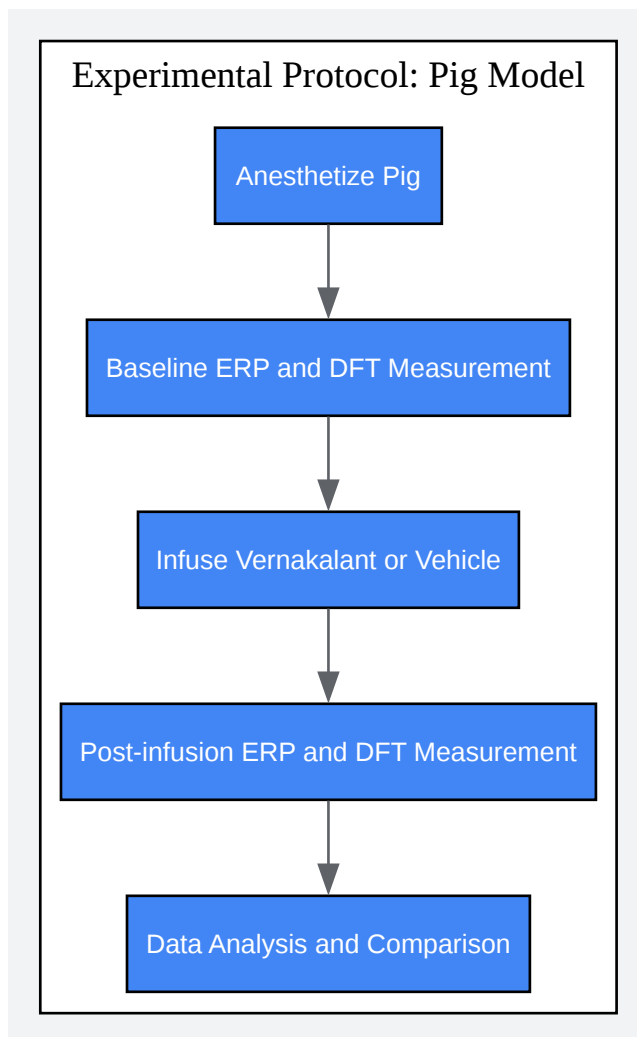 Experimental Protocol: Pig Model
Anesthetize Pig
Baseline ERP and DFT Measurement
Infuse Vernakalant or Vehicle
Post-infusion ERP and DFT Measurement
Data Analysis and Comparison